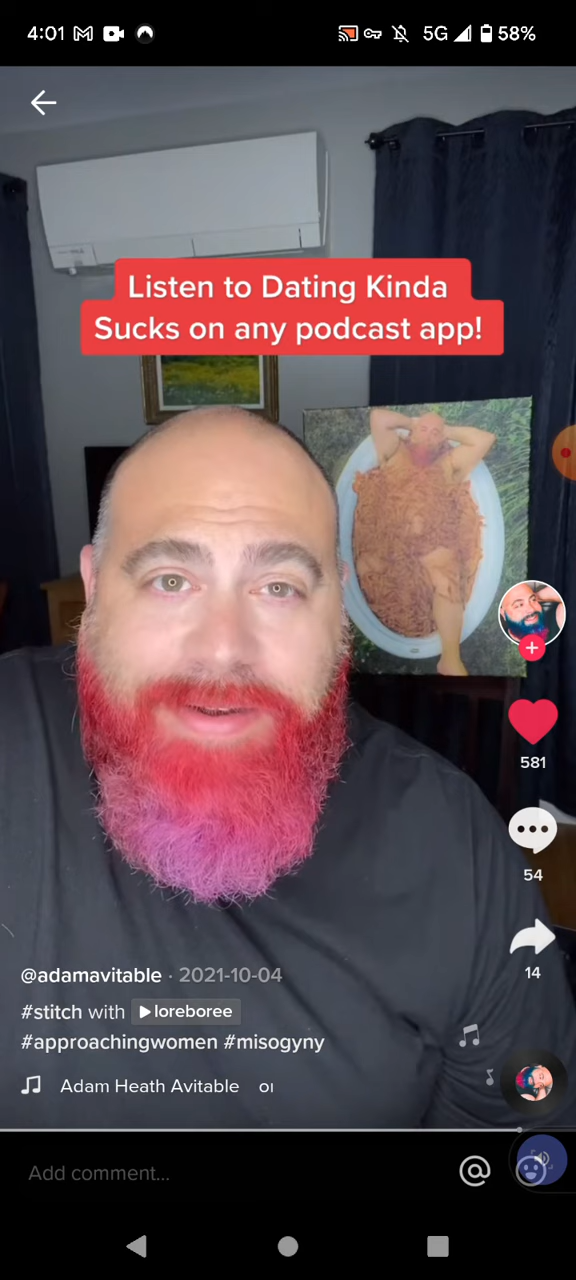 4:01
5G
58%
Listen to Dating Kinda
Sucks on any podcast app!
581
54
14
@adamavitable · 2021-10-04
#stitch with loreboree
#approachingwomen #misogyny
Adam Heath Avitable or
Add comment...